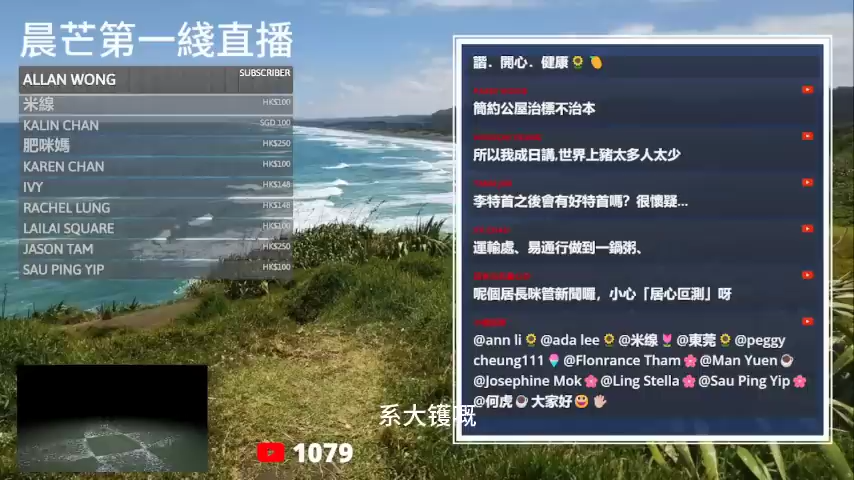 晨芒第一綫直播
ALLAN WONG SUBSCRIBER
米線 HK$100
KALIN CHAN SGD 100
肥咪媽 HK$250
KAREN CHAN HK$100
IVY HK$148
RACHEL LUNG HK$148
LAILAI SQUARE HK$100
JASON TAM HK$250
SAU PING YIP HK$100
1079
諧．開心．健康🌻🍋
簡約公屋治標不治本
所以我成日講,世界上豬太多人太少
李特首之後會有好特首嗎？很懷疑...
運輸處、易通行做到一鍋粥、
呢個居長咪管新聞囉，小心「居心叵測」呀
@ann li🌻@ada lee🌻@米線🌷@東莞🌻@peggy
cheung111🍧@Flonrance Tham🌸@Man Yuen☕
@Josephine Mok🌸@Ling Stella🌸@Sau Ping Yip🌸
@何虎☕大家好😃🖐🏻
系大镬嘅